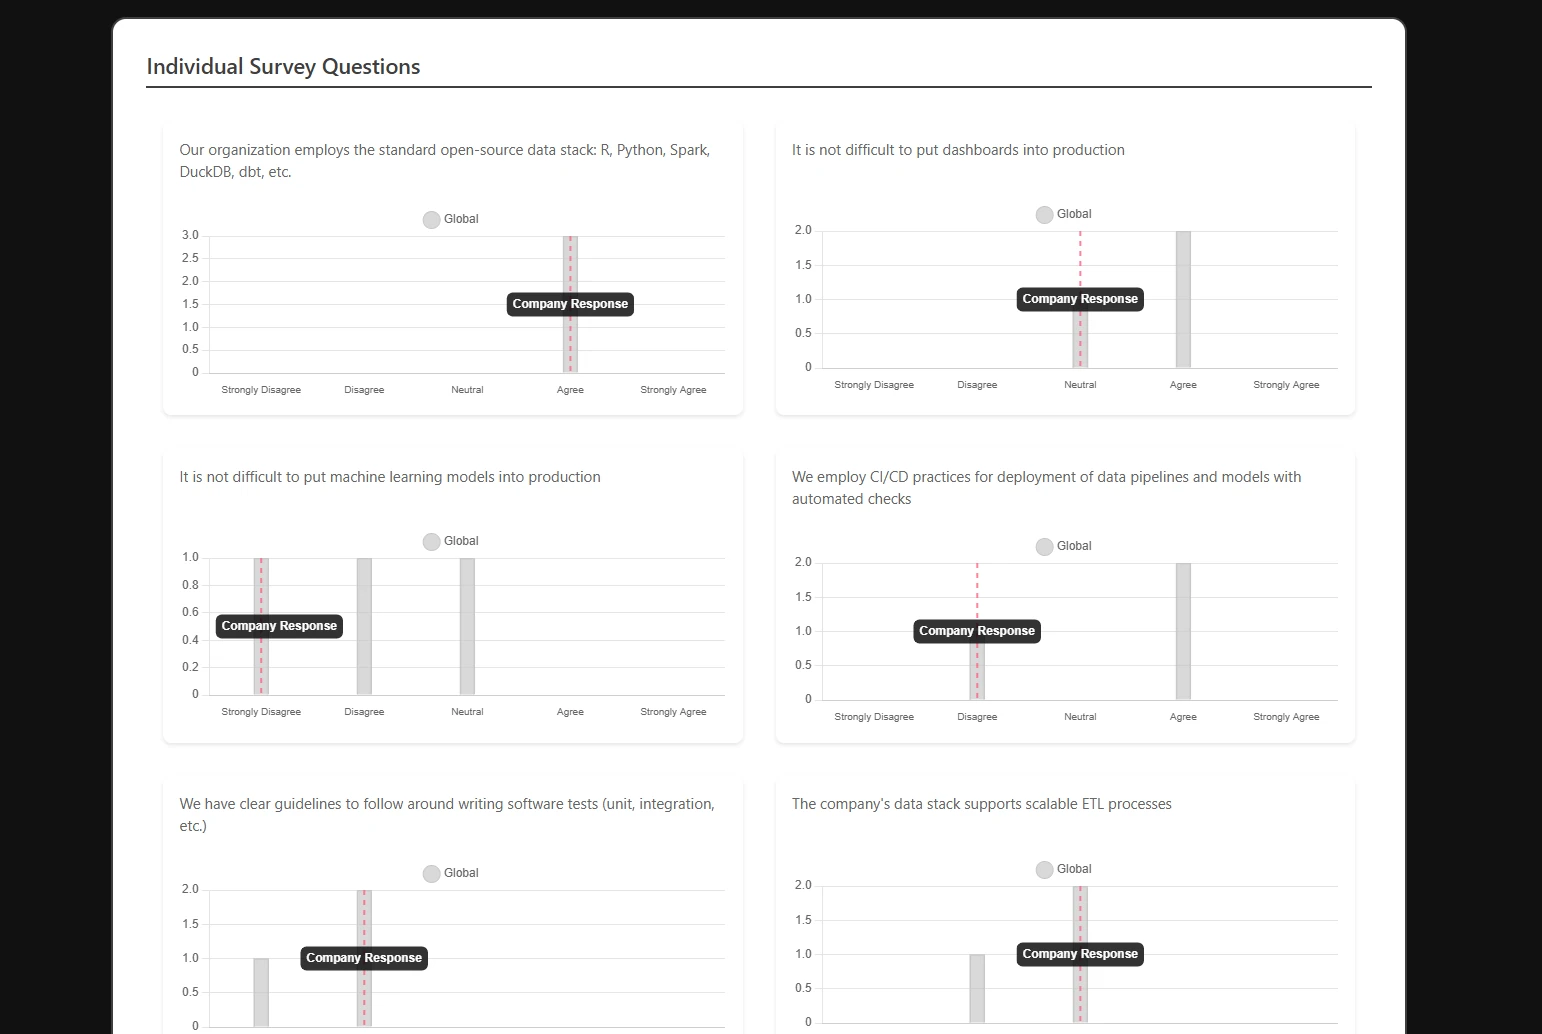 Individual Survey Questions
Our organization employs the standard open-source data stack: R, Python, Spark,
DuckDB, dbt, etc.
Global
3.0
2.5
2.0
1.5
1.0
0.5
0
Company Response
Strongly Disagree Disagree Neutral Agree Strongly Agree
It is not difficult to put dashboards into production
Global
2.0
1.5
1.0
0.5
0
Company Response
Strongly Disagree Disagree Neutral Agree Strongly Agree
It is not difficult to put machine learning models into production
Global
1.0
0.8
0.6
0.4
0.2
0
Company Response
Strongly Disagree Disagree Neutral Agree Strongly Agree
We employ CI/CD practices for deployment of data pipelines and models with
automated checks
Global
2.0
1.5
1.0
0.5
0
Company Response
Strongly Disagree Disagree Neutral Agree Strongly Agree
We have clear guidelines to follow around writing software tests (unit, integration,
etc.)
Global
2.0
1.5
1.0
0.5
0
Company Response
The company's data stack supports scalable ETL processes
Global
2.0
1.5
1.0
0.5
0
Company Response